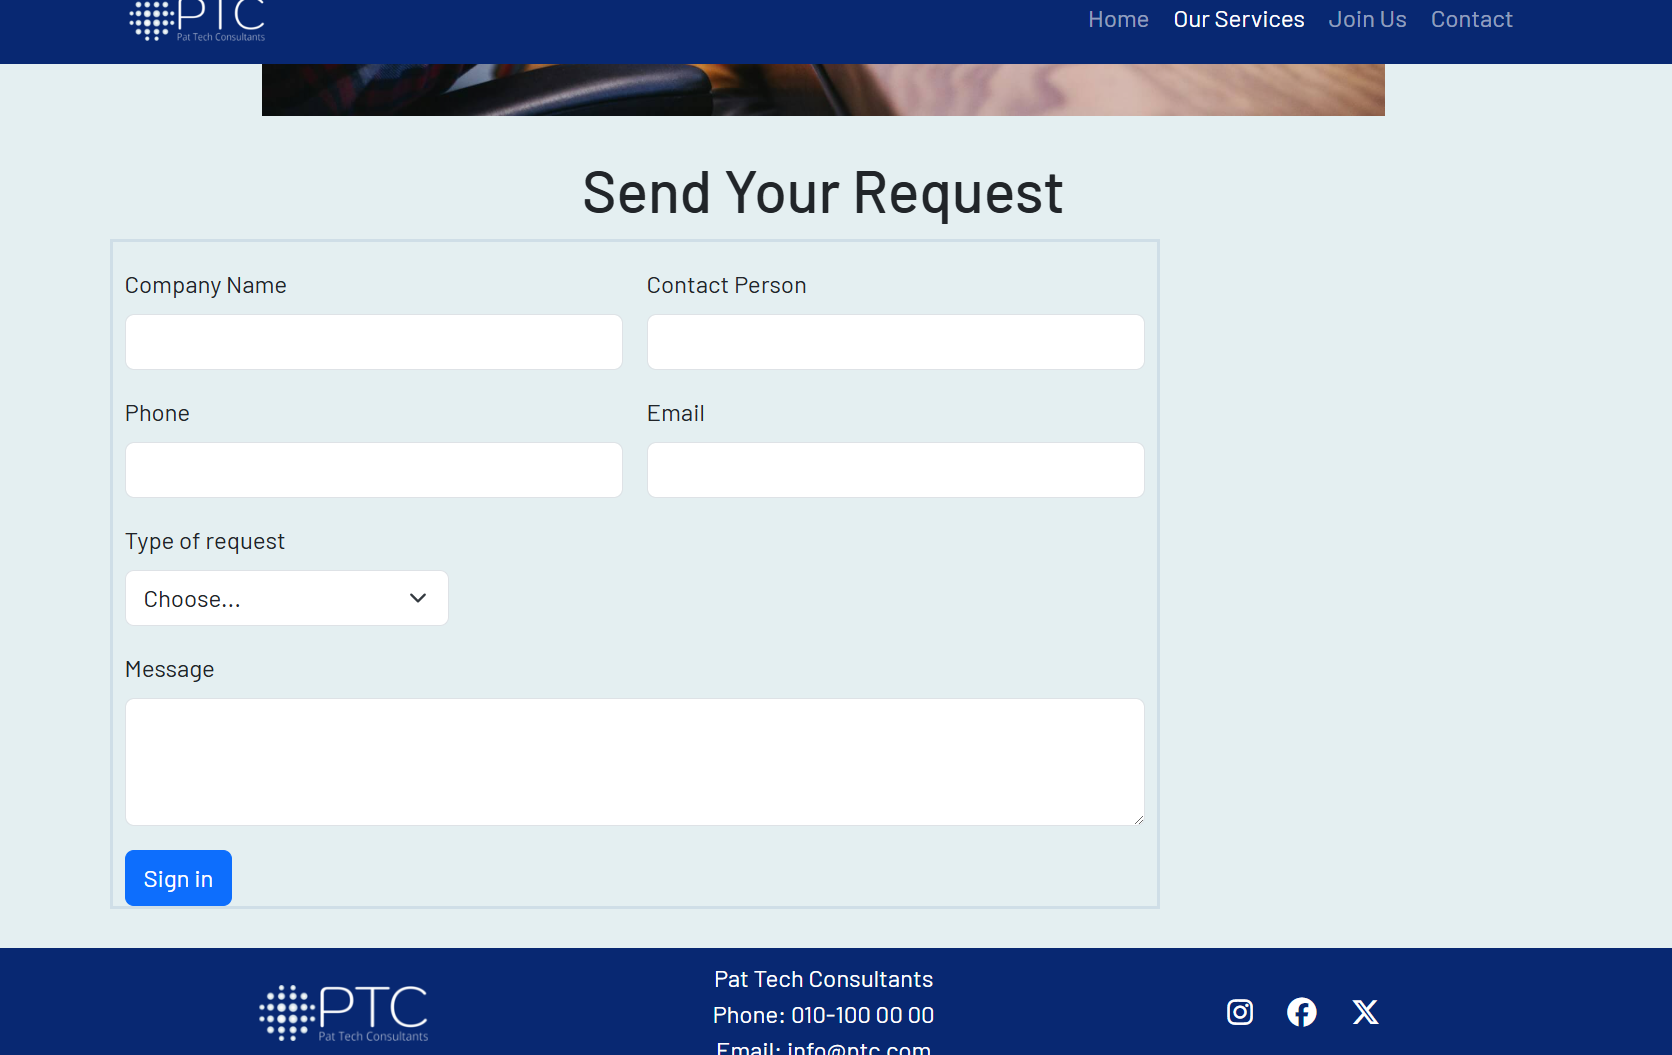 PTC
Pat Tech Consultants
Home Our Services Join Us Contact
Send Your Request
Company Name Contact Person
Phone Email
Type of request
Choose...
Message
Sign in
PTC
Pat Tech Consultants
Pat Tech Consultants
Phone: 010-100 00 00
Email: info@ptc.com